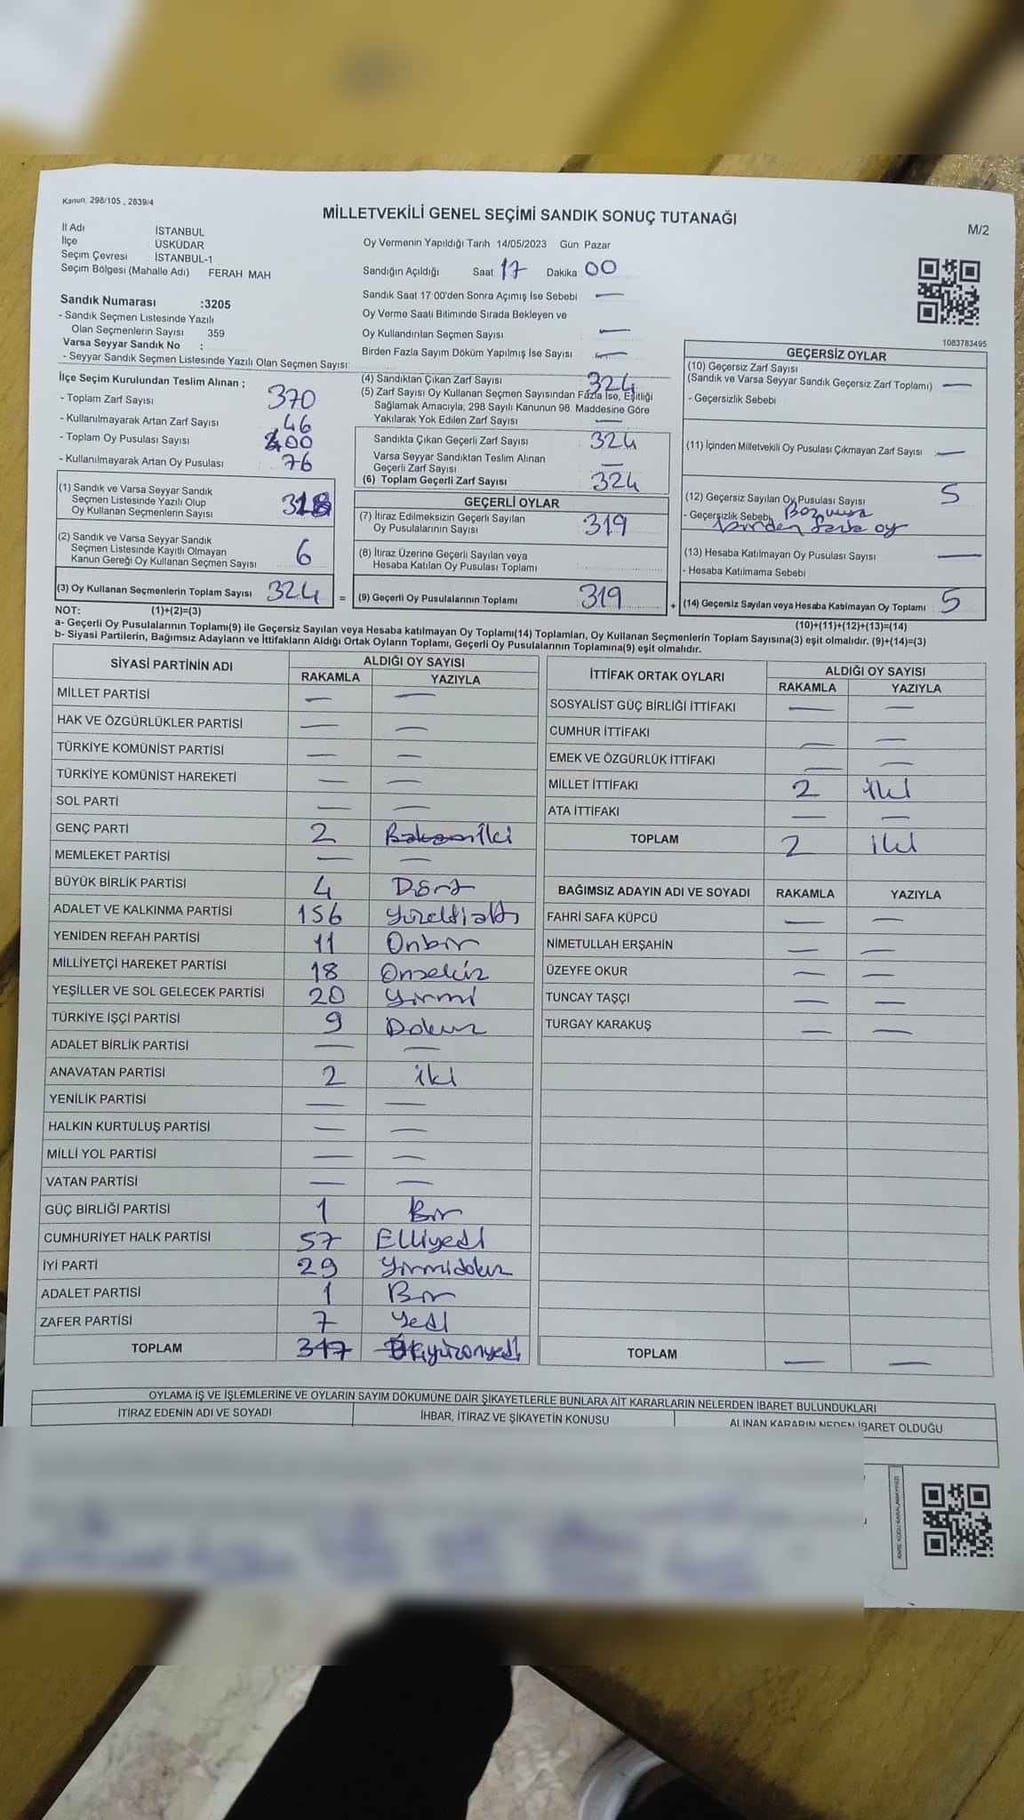 Kanun 298/105 , 2839/4
MİLLETVEKİLİ GENEL SEÇİMİ SANDIK SONUÇ TUTANAĞI
M/2
İl Adı İSTANBUL
İlçe ÜSKÜDAR
Seçim Çevresi İSTANBUL-1
Seçim Bölgesi (Mahalle Adı) FERAH MAH
Oy Vermenin Yapıldığı Tarih 14/05/2023 Gün Pazar
Sandığın Açıldığı Saat 17 Dakika 00
Sandık Saat 17:00'den Sonra Açımış İse Sebebi —
Oy Verme Saati Bitiminde Sırada Bekleyen ve
Oy Kullandırılan Seçmen Sayısı —
Birden Fazla Sayım Döküm Yapılmış İse Sayısı —
Sandık Numarası :3205
- Sandık Seçmen Listesinde Yazılı
Olan Seçmenlerin Sayısı 359
Varsa Seyyar Sandık No :
- Seyyar Sandık Seçmen Listesinde Yazılı Olan Seçmen Sayısı
1083783495
İlçe Seçim Kurulundan Teslim Alınan ;
- Toplam Zarf Sayısı 370
- Kullanılmayarak Artan Zarf Sayısı 46
- Toplam Oy Pusulası Sayısı 400
- Kullanılmayarak Artan Oy Pusulası 76
(1) Sandık ve Varsa Seyyar Sandık
Seçmen Listesinde Yazılı Olup
Oy Kullanan Seçmenlerin Sayısı 318
(2) Sandık ve Varsa Seyyar Sandık
Seçmen Listesinde Kayıtlı Olmayan
Kanun Gereği Oy Kullanan Seçmen Sayısı 6
(3) Oy Kullanan Seçmenlerin Toplam Sayısı 324 =
(4) Sandıktan Çıkan Zarf Sayısı 324
(5) Zarf Sayısı Oy Kullanan Seçmen Sayısından Fazla İse, Eşitliği
Sağlamak Amacıyla, 298 Sayılı Kanunun 98. Maddesine Göre
Yakılarak Yok Edilen Zarf Sayısı —
Sandıkta Çıkan Geçerli Zarf Sayısı 324
Varsa Seyyar Sandıktan Teslim Alınan
Geçerli Zarf Sayısı —
(6) Toplam Geçerli Zarf Sayısı 324
GEÇERLİ OYLAR
(7) İtiraz Edilmeksizin Geçerli Sayılan
Oy Pusulalarının Sayısı 319
(8) İtiraz Üzerine Geçerli Sayılan veya
Hesaba Katılan Oy Pusulası Toplamı
(9) Geçerli Oy Pusulalarının Toplamı 319 +
GEÇERSİZ OYLAR
(10) Geçersiz Zarf Sayısı
(Sandık ve Varsa Seyyar Sandık Geçersiz Zarf Toplamı) —
- Geçersizlik Sebebi
(11) İçinden Milletvekili Oy Pusulası Çıkmayan Zarf Sayısı —
(12) Geçersiz Sayılan Oy Pusulası Sayısı 5
- Geçersizlik Sebebi
fazla oy
(13) Hesaba Katılmayan Oy Pusulası Sayısı —
- Hesaba Katılmama Sebebi
(14) Geçersiz Sayılan veya Hesaba Katılmayan Oy Toplamı 5
NOT: (1)+(2)=(3) (10)+(11)+(12)+(13)=(14)
a- Geçerli Oy Pusulalarının Toplamı(9) ile Geçersiz Sayılan veya Hesaba katılmayan Oy Toplamı(14) Toplamları, Oy Kullanan Seçmenlerin Toplam Sayısına(3) eşit olmalıdır. (9)+(14)=(3)
b- Siyasi Partilerin, Bağımsız Adayların ve İttifakların Aldığı Ortak Oyların Toplamı, Geçerli Oy Pusulalarının Toplamına(9) eşit olmalıdır.
SİYASİ PARTİNİN ADI ALDIĞI OY SAYISI
RAKAMLA YAZIYLA
MİLLET PARTİSİ — —
HAK VE ÖZGÜRLÜKLER PARTİSİ — —
TÜRKİYE KOMÜNİST PARTİSİ — —
TÜRKİYE KOMÜNİST HAREKETİ — —
SOL PARTİ — —
GENÇ PARTİ 2 İki
MEMLEKET PARTİSİ — —
BÜYÜK BİRLİK PARTİSİ 4 Dört
ADALET VE KALKINMA PARTİSİ 156 Yüzellialtı
YENİDEN REFAH PARTİSİ 11 Onbir
MİLLİYETÇİ HAREKET PARTİSİ 18 Onsekiz
YEŞİLLER VE SOL GELECEK PARTİSİ 20 Yirmi
TÜRKİYE İŞÇİ PARTİSİ 9 Dokuz
ADALET BİRLİK PARTİSİ — —
ANAVATAN PARTİSİ 2 iki
YENİLİK PARTİSİ — —
HALKIN KURTULUŞ PARTİSİ — —
MİLLİ YOL PARTİSİ — —
VATAN PARTİSİ — —
GÜÇ BİRLİĞİ PARTİSİ 1 Bir
CUMHURİYET HALK PARTİSİ 57 Elliyedi
İYİ PARTİ 29 Yirmidokuz
ADALET PARTİSİ 1 Bir
ZAFER PARTİSİ 7 Yedi
TOPLAM 317
İTTİFAK ORTAK OYLARI ALDIĞI OY SAYISI
RAKAMLA YAZIYLA
SOSYALİST GÜÇ BİRLİĞİ İTTİFAKI — —
CUMHUR İTTİFAKI — —
EMEK VE ÖZGÜRLÜK İTTİFAKI — —
MİLLET İTTİFAKI 2 iki
ATA İTTİFAKI — —
TOPLAM 2 iki
BAĞIMSIZ ADAYIN ADI VE SOYADI RAKAMLA YAZIYLA
FAHRİ SAFA KÜPCÜ — —
NİMETULLAH ERŞAHİN — —
ÜZEYFE OKUR — —
TUNCAY TAŞÇI — —
TURGAY KARAKUŞ — —
TOPLAM — —
OYLAMA İŞ VE İŞLEMLERİNE VE OYLARIN SAYIM DÖKÜMÜNE DAİR ŞİKAYETLERLE BUNLARA AİT KARARLARIN NELERDEN İBARET BULUNDUKLARI
İTİRAZ EDENİN ADI VE SOYADI İHBAR, İTİRAZ VE ŞİKAYETİN KONUSU ALINAN KARARIN NEDEN İBARET OLDUĞU